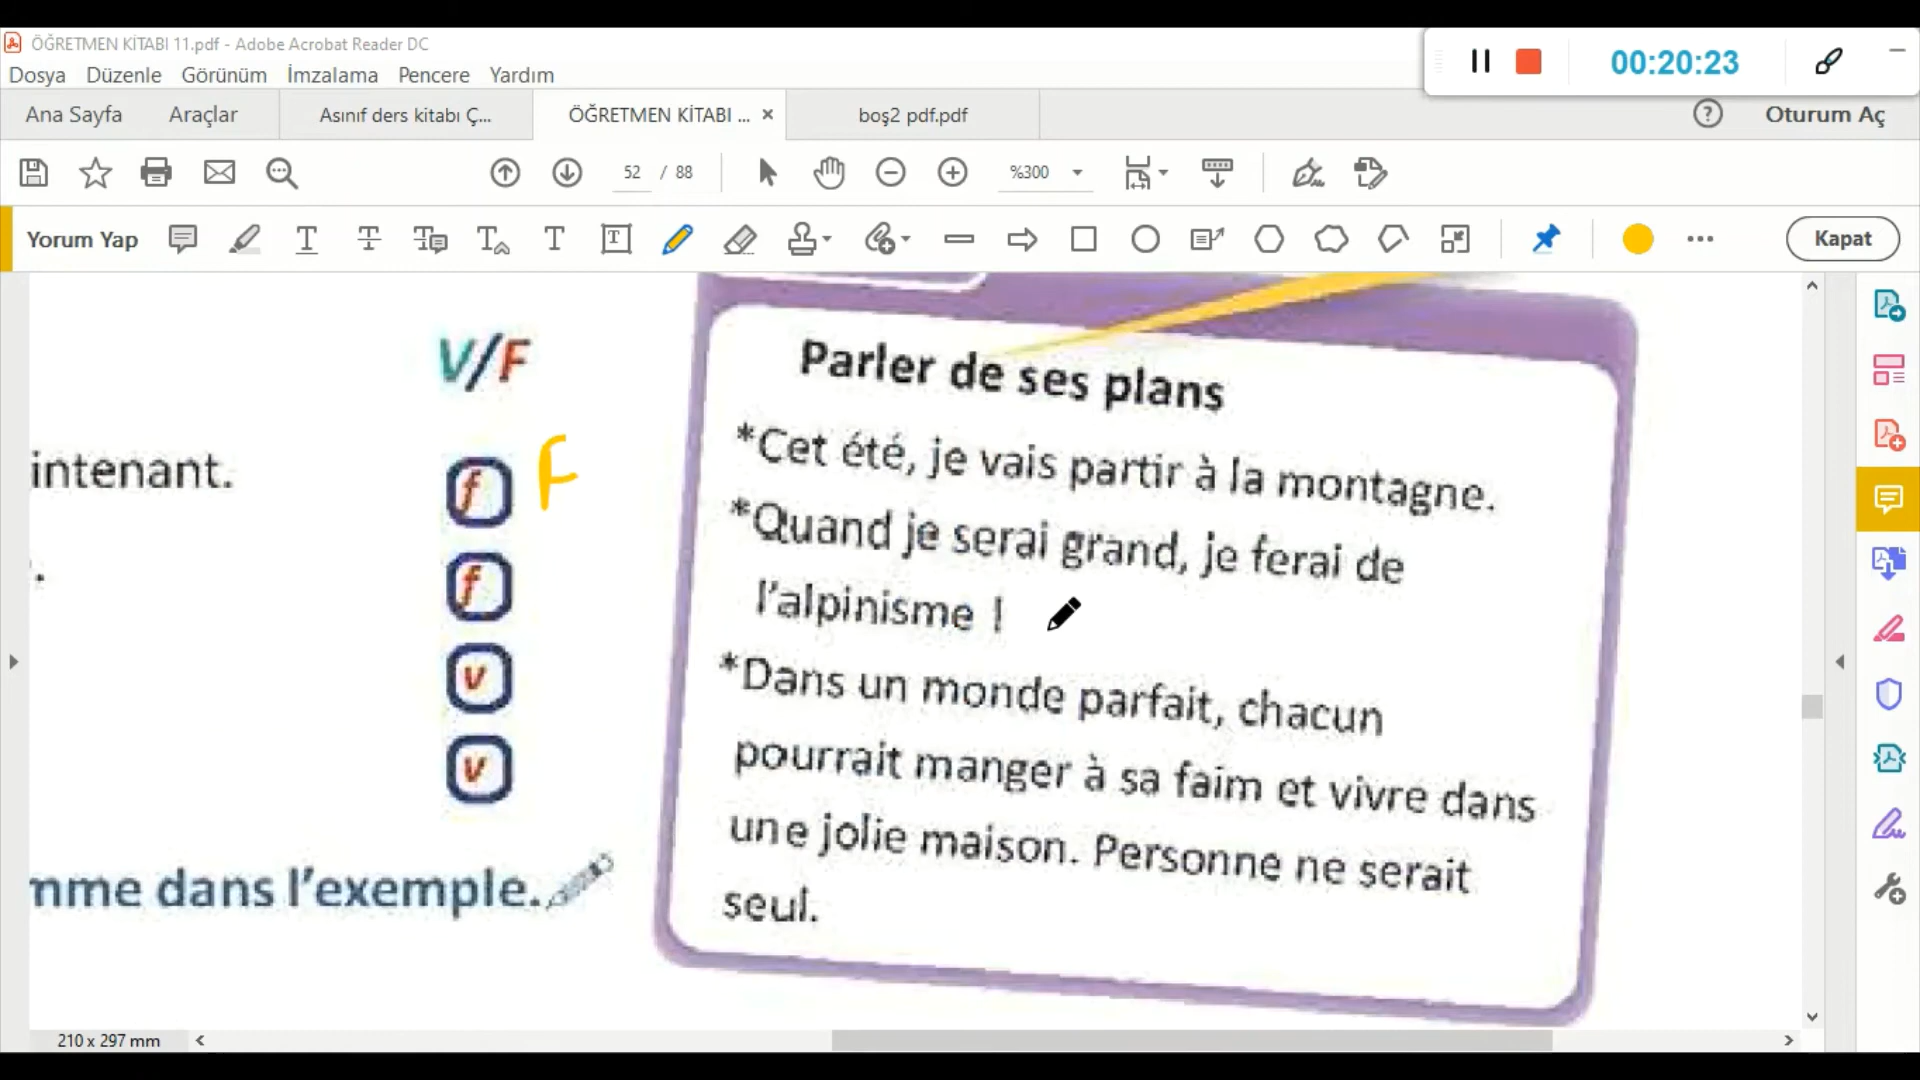 ÖĞRETMEN KİTABI 11.pdf - Adobe Acrobat Reader DC
Dosya Düzenle Görünüm İmzalama Pencere Yardım
00:20:23
Ana Sayfa Araçlar Asınıf ders kitabı Ç... ÖĞRETMEN KİTABI ... × boş2 pdf.pdf ? Oturum Aç
52 / 88 %300
Yorum Yap Kapat
V/F
intenant.
f F
.
f
v
v
mme dans l'exemple.
Parler de ses plans
*Cet été, je vais partir à la montagne.
*Quand je serai grand, je ferai de
l'alpinisme !
*Dans un monde parfait, chacun
pourrait manger à sa faim et vivre dans
une jolie maison. Personne ne serait
seul.
210 x 297 mm